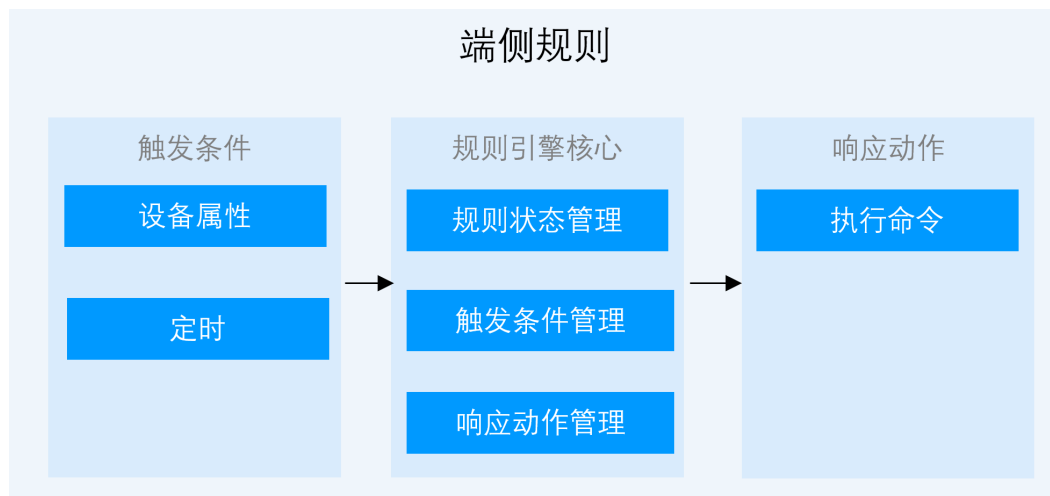 端侧规则
触发条件
设备属性
定时
规则引擎核心
规则状态管理
触发条件管理
响应动作管理
响应动作
执行命令